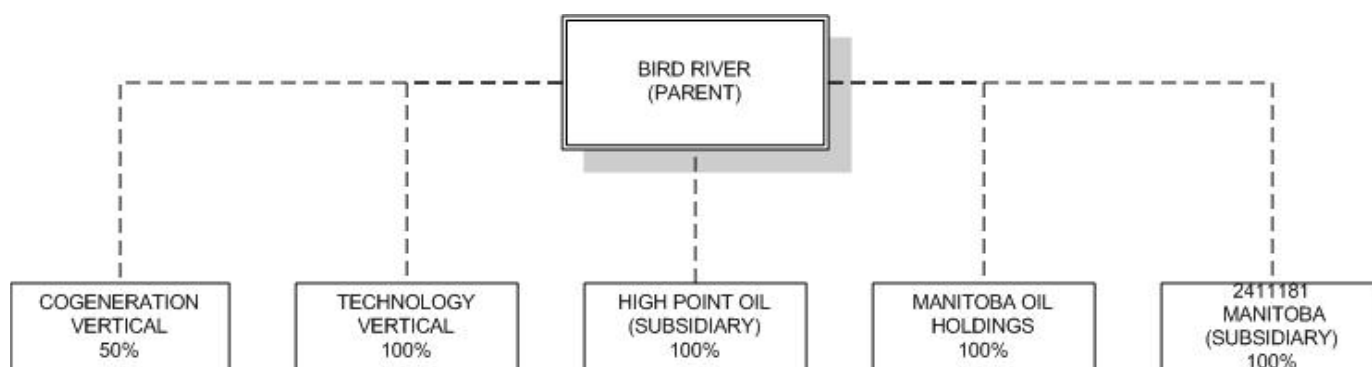 BIRD RIVER
(PARENT)
COGENERATION
VERTICAL
50%
TECHNOLOGY
VERTICAL
100%
HIGH POINT OIL
(SUBSIDIARY)
100%
MANITOBA OIL
HOLDINGS
100%
2411181
MANITOBA
(SUBSIDIARY)
100%